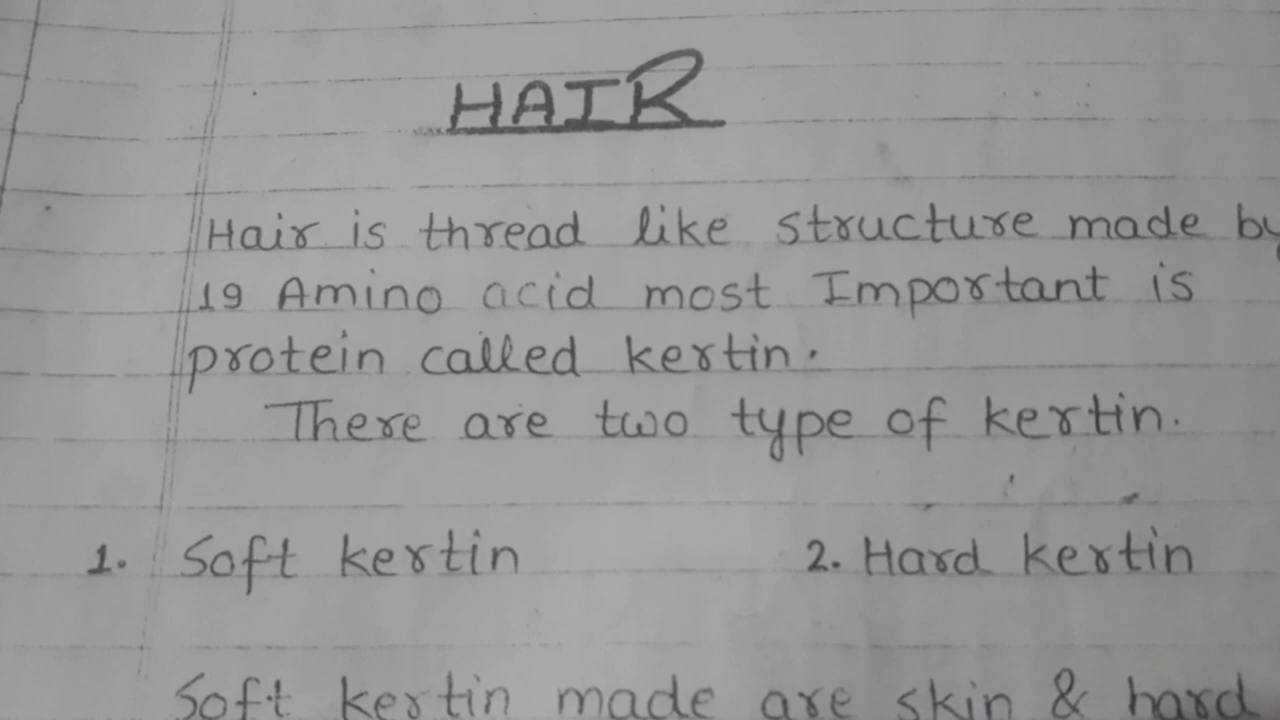 HAIR
Hair is thread like structure made by
19 Amino acid most Important is
protein called kertin.
There are two type of kertin.
1. Soft kertin 2. Hard kertin
Soft kertin made are skin & hard